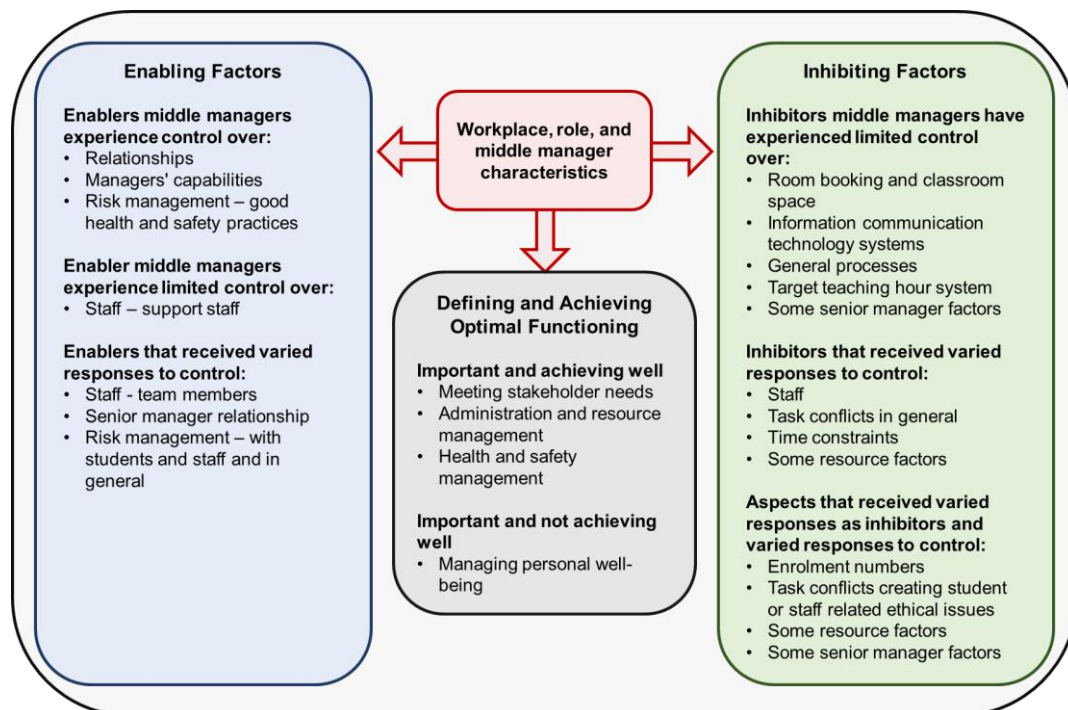 Enabling Factors
Enablers middle managers
experience control over:
• Relationships
• Managers' capabilities
• Risk management – good
health and safety practices
Enabler middle managers
experience limited control over:
• Staff – support staff
Enablers that received varied
responses to control:
• Staff - team members
• Senior manager relationship
• Risk management – with
students and staff and in
general
Workplace, role, and
middle manager
characteristics
Defining and Achieving
Optimal Functioning
Important and achieving well
• Meeting stakeholder needs
• Administration and resource
management
• Health and safety
management
Important and not achieving
well
• Managing personal well-
being
Inhibiting Factors
Inhibitors middle managers have
experienced limited control
over:
• Room booking and classroom
space
• Information communication
technology systems
• General processes
• Target teaching hour system
• Some senior manager factors
Inhibitors that received varied
responses to control:
• Staff
• Task conflicts in general
• Time constraints
• Some resource factors
Aspects that received varied
responses as inhibitors and
varied responses to control:
• Enrolment numbers
• Task conflicts creating student
or staff related ethical issues
• Some resource factors
• Some senior manager factors